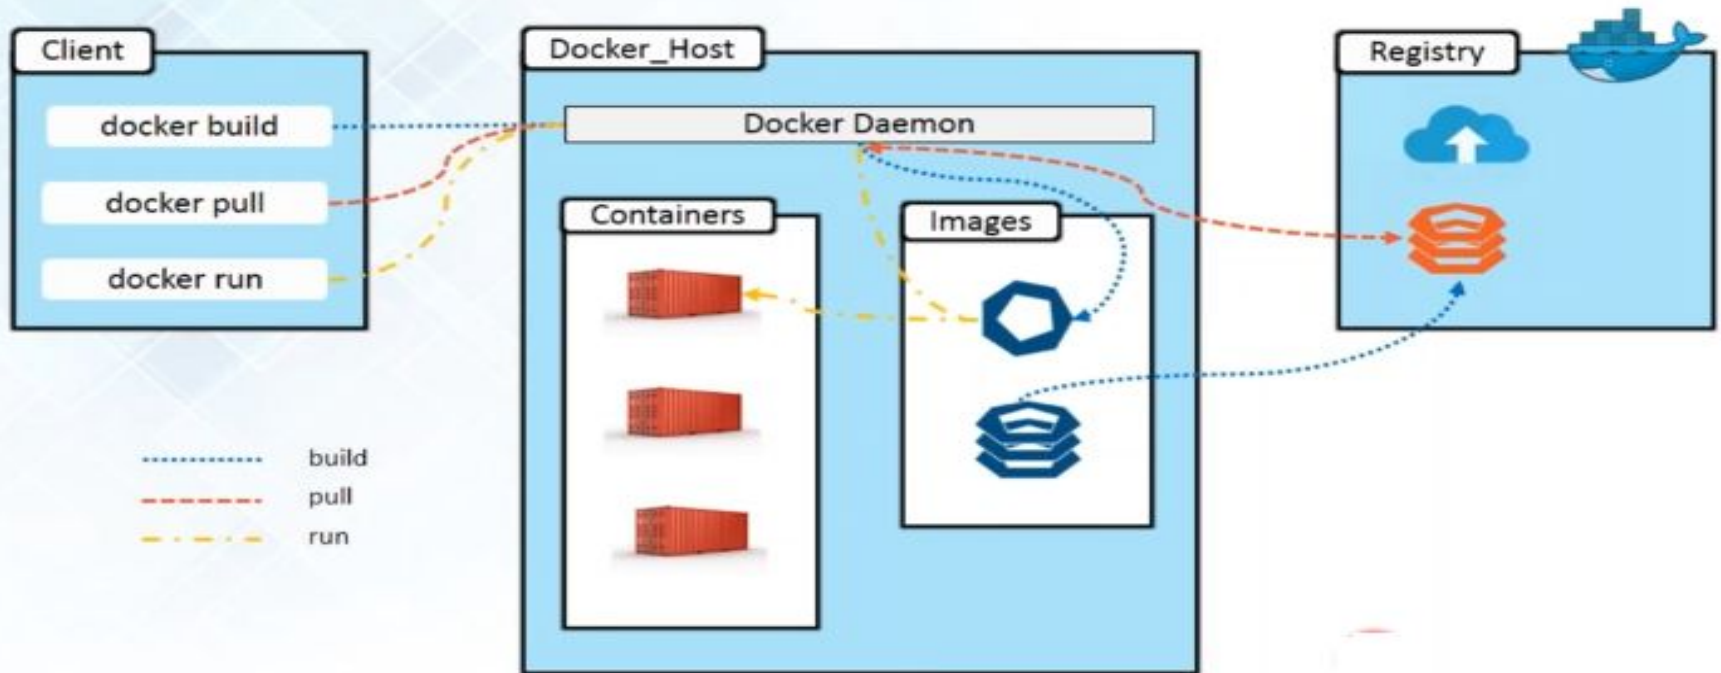 Client
docker build
docker pull
docker run
Docker_Host
Docker Daemon
Containers
Images
Registry
build
pull
run